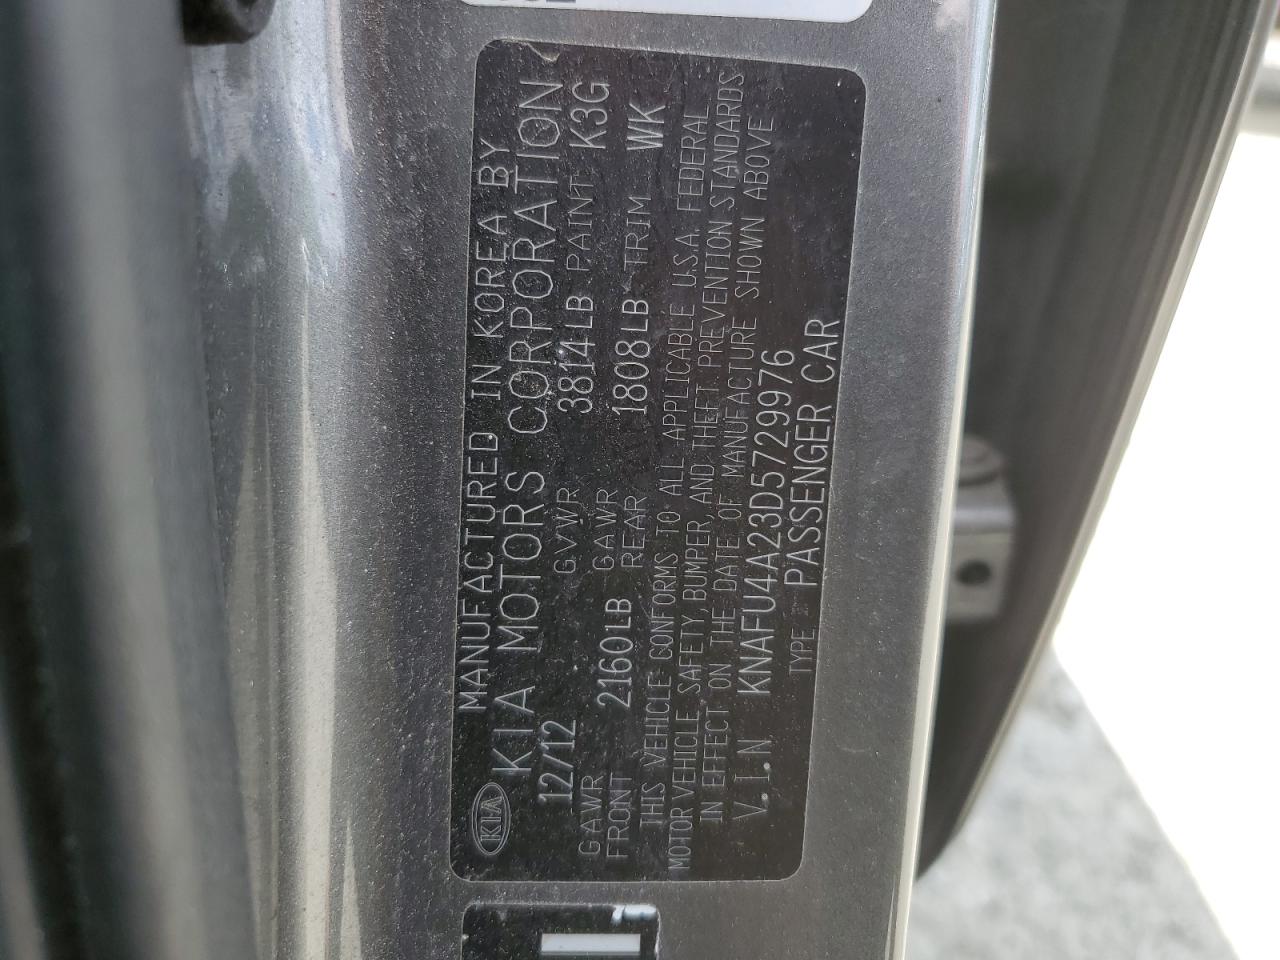 MANUFACTURED IN KOREA BY
KIA KIA MOTORS CORPORATION
12/12 GVWR 3814LB PAINT K3G
GAWR FRONT 2160LB GAWR REAR 1808LB TRIM WK
THIS VEHICLE CONFORMS TO ALL APPLICABLE U.S.A. FEDERAL
MOTOR VEHICLE SAFETY, BUMPER, AND THEFT PREVENTION STANDARDS
IN EFFECT ON THE DATE OF MANUFACTURE SHOWN ABOVE
V.I.N KNAFU4A23D5729976
TYPE : PASSENGER CAR